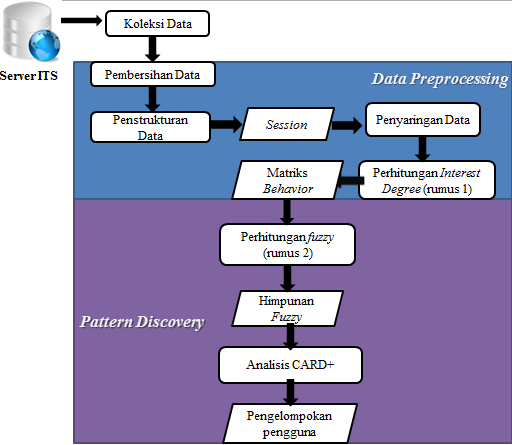 Koleksi Data
Server ITS
Pembersihan Data
Data Preprocessing
Penstrukturan
Data
Session
Penyaringan Data
Matriks
Behavior
Perhitungan Interest
Degree (rumus 1)
Perhitungan fuzzy
(rumus 2)
Himpunan
Fuzzy
Pattern Discovery
Analisis CARD+
Pengelompokan
pengguna